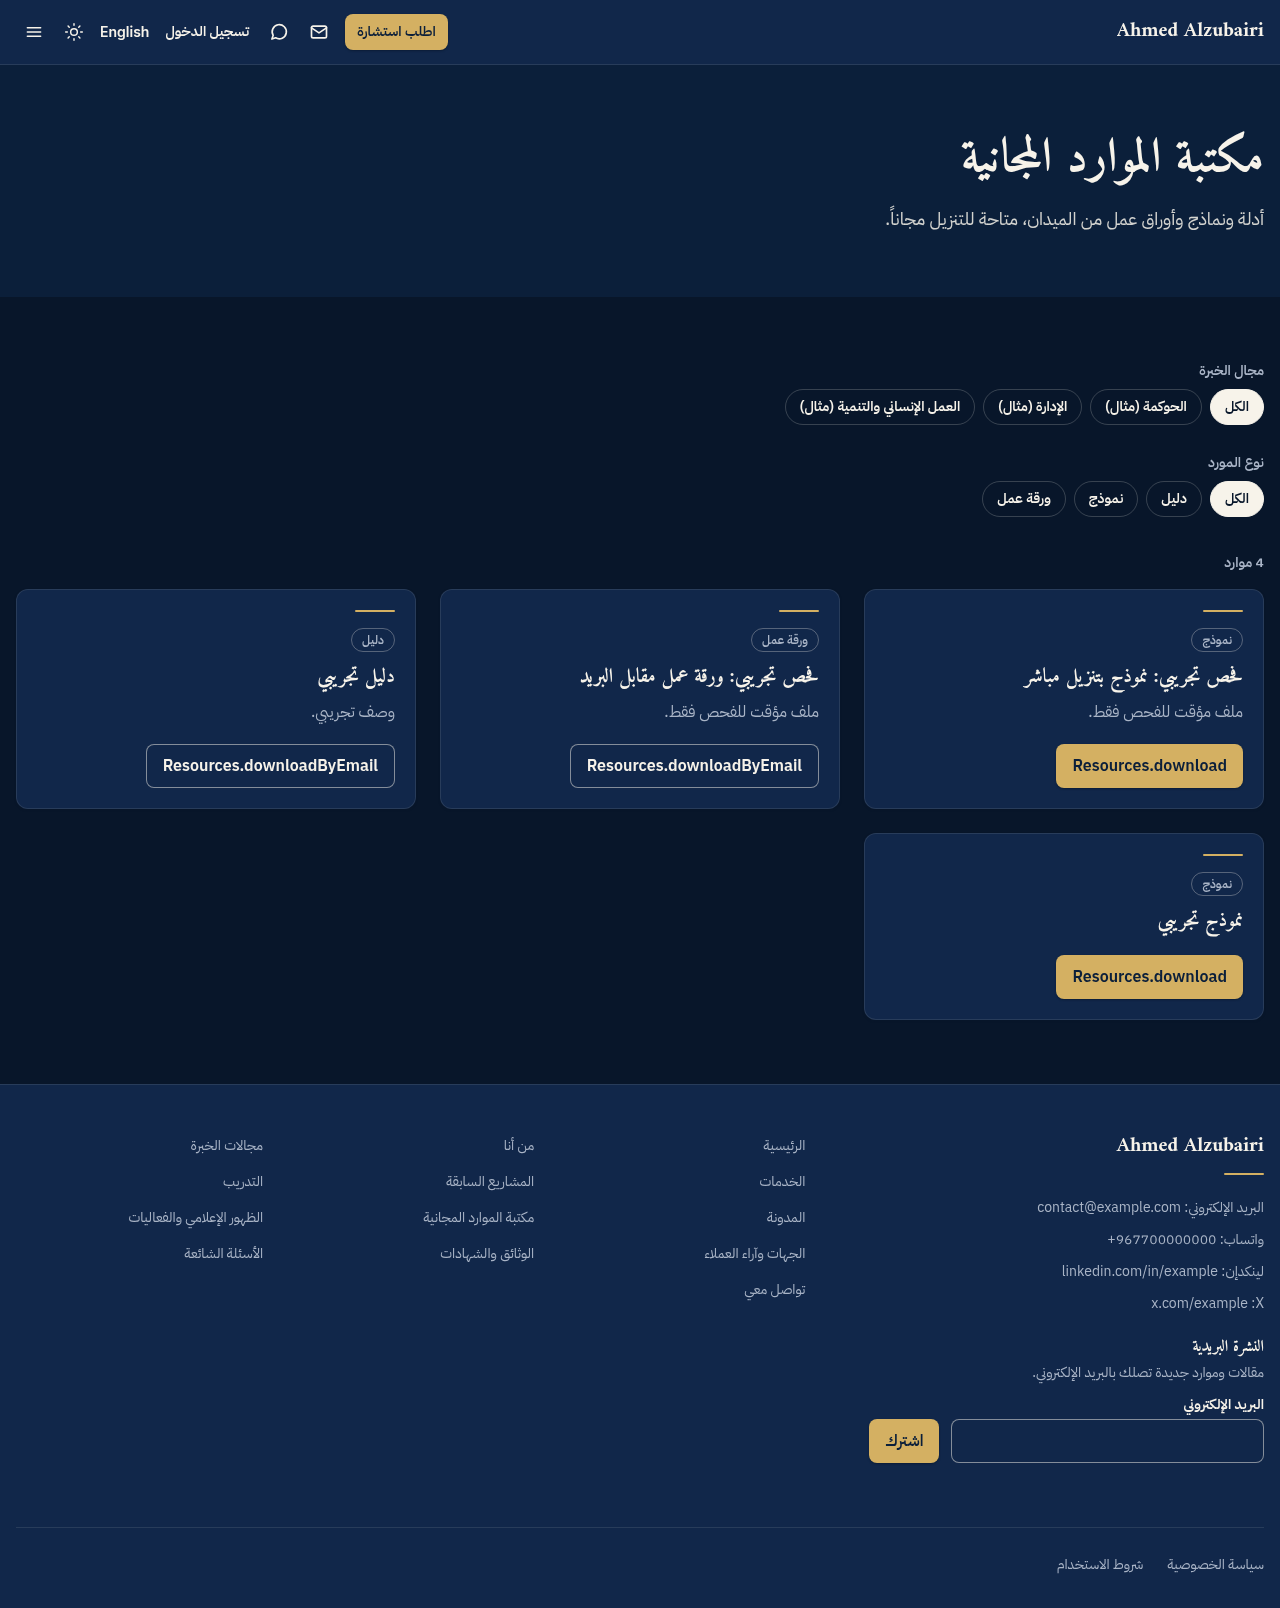 Ahmed Alzubairi
اطلب استشارة
تسجيل الدخول
English
مكتبة الموارد المجانية
أدلة ونماذج وأوراق عمل من الميدان، متاحة للتنزيل مجاناً.
مجال الخبرة
الكل
الحوكمة (مثال)
الإدارة (مثال)
العمل الإنساني والتنمية (مثال)
نوع المورد
الكل
دليل
نموذج
ورقة عمل
4 موارد
نموذج
فحص تجريبي: نموذج بتنزيل مباشر
ملف مؤقت للفحص فقط.
Resources.download
ورقة عمل
فحص تجريبي: ورقة عمل مقابل البريد
ملف مؤقت للفحص فقط.
Resources.downloadByEmail
دليل
دليل تجريبي
وصف تجريبي.
Resources.downloadByEmail
نموذج
نموذج تجريبي
Resources.download
Ahmed Alzubairi
البريد الإلكتروني: contact@example.com
واتساب: 967700000000+
لينكدإن: linkedin.com/in/example
X: x.com/example
النشرة البريدية
مقالات وموارد جديدة تصلك بالبريد الإلكتروني.
البريد الإلكتروني
اشترك
الرئيسية
من أنا
مجالات الخبرة
الخدمات
المشاريع السابقة
التدريب
المدونة
مكتبة الموارد المجانية
الظهور الإعلامي والفعاليات
الجهات وآراء العملاء
الوثائق والشهادات
الأسئلة الشائعة
تواصل معي
سياسة الخصوصية
شروط الاستخدام